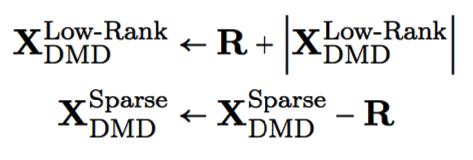 X_DMD^Low-Rank ← R + |X_DMD^Low-Rank|
X_DMD^Sparse ← X_DMD^Sparse − R